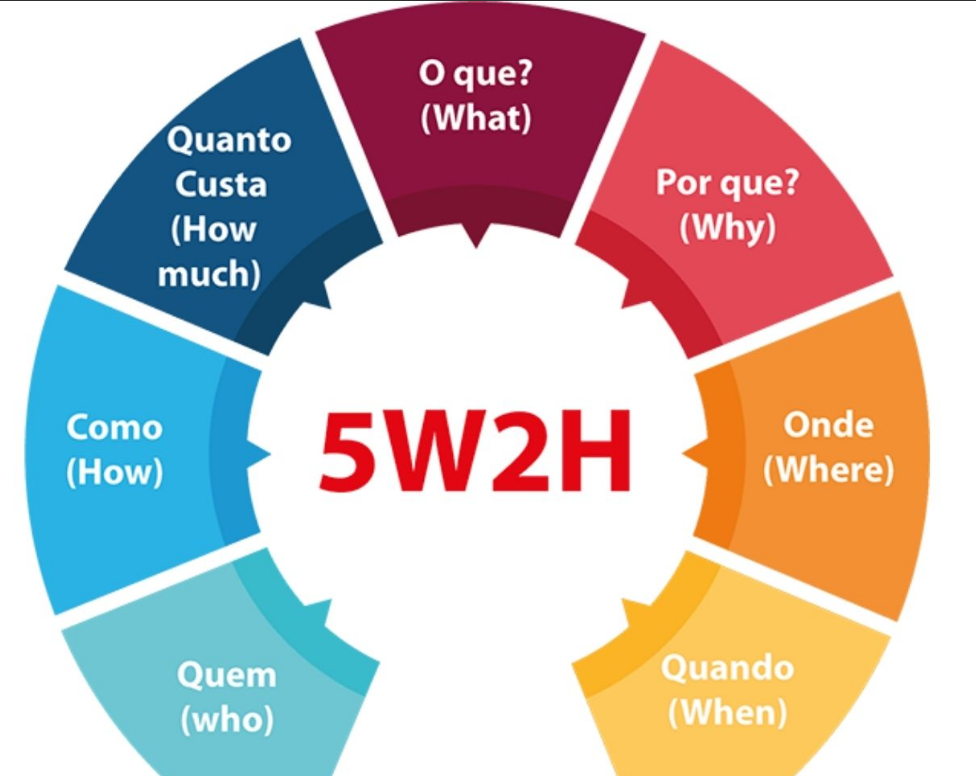 O que?
(What)
Por que?
(Why)
Onde
(Where)
Quando
(When)
Quem
(who)
Como
(How)
Quanto
Custa
(How
much)
5W2H